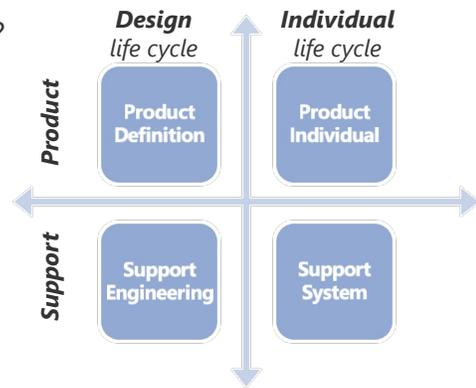 Design Individual
life cycle life cycle
Product
Product Product
Definition Individual
Support
Support Support
Engineering System